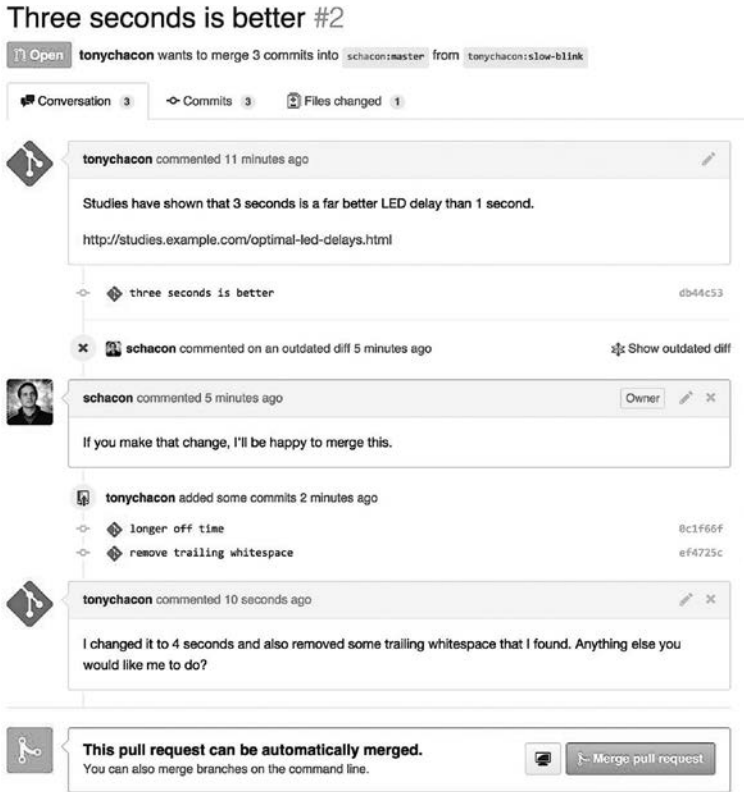 Three seconds is better #2
Open tonychacon wants to merge 3 commits into schacon:master from tonychacon:slow-blink
Conversation 3 Commits 3 Files changed 1
tonychacon commented 11 minutes ago
Studies have shown that 3 seconds is a far better LED delay than 1 second.
http://studies.example.com/optimal-led-delays.html
three seconds is better db44c53
schacon commented on an outdated diff 5 minutes ago Show outdated diff
schacon commented 5 minutes ago Owner
If you make that change, I'll be happy to merge this.
tonychacon added some commits 2 minutes ago
longer off time 0c1f66f
remove trailing whitespace ef4725c
tonychacon commented 10 seconds ago
I changed it to 4 seconds and also removed some trailing whitespace that I found. Anything else you
would like me to do?
This pull request can be automatically merged.
You can also merge branches on the command line.
Merge pull request